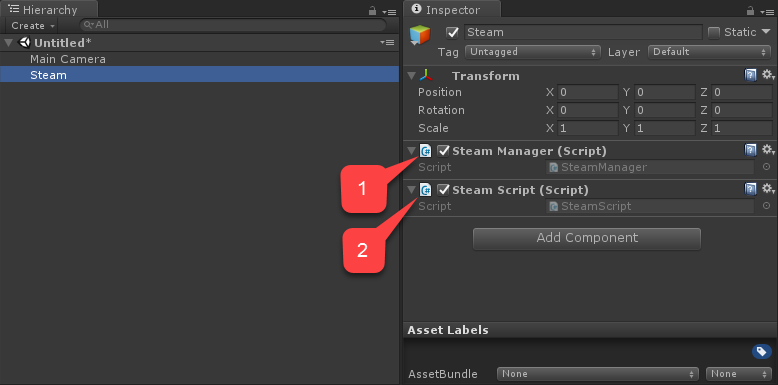 Hierarchy
Create
All
Untitled*
Main Camera
Steam
Inspector
Steam
Static
Tag Untagged Layer Default
Transform
Position X 0 Y 0 Z 0
Rotation X 0 Y 0 Z 0
Scale X 1 Y 1 Z 1
1
C# Steam Manager (Script)
Script SteamManager
2
C# Steam Script (Script)
Script SteamScript
Add Component
Asset Labels
AssetBundle None None